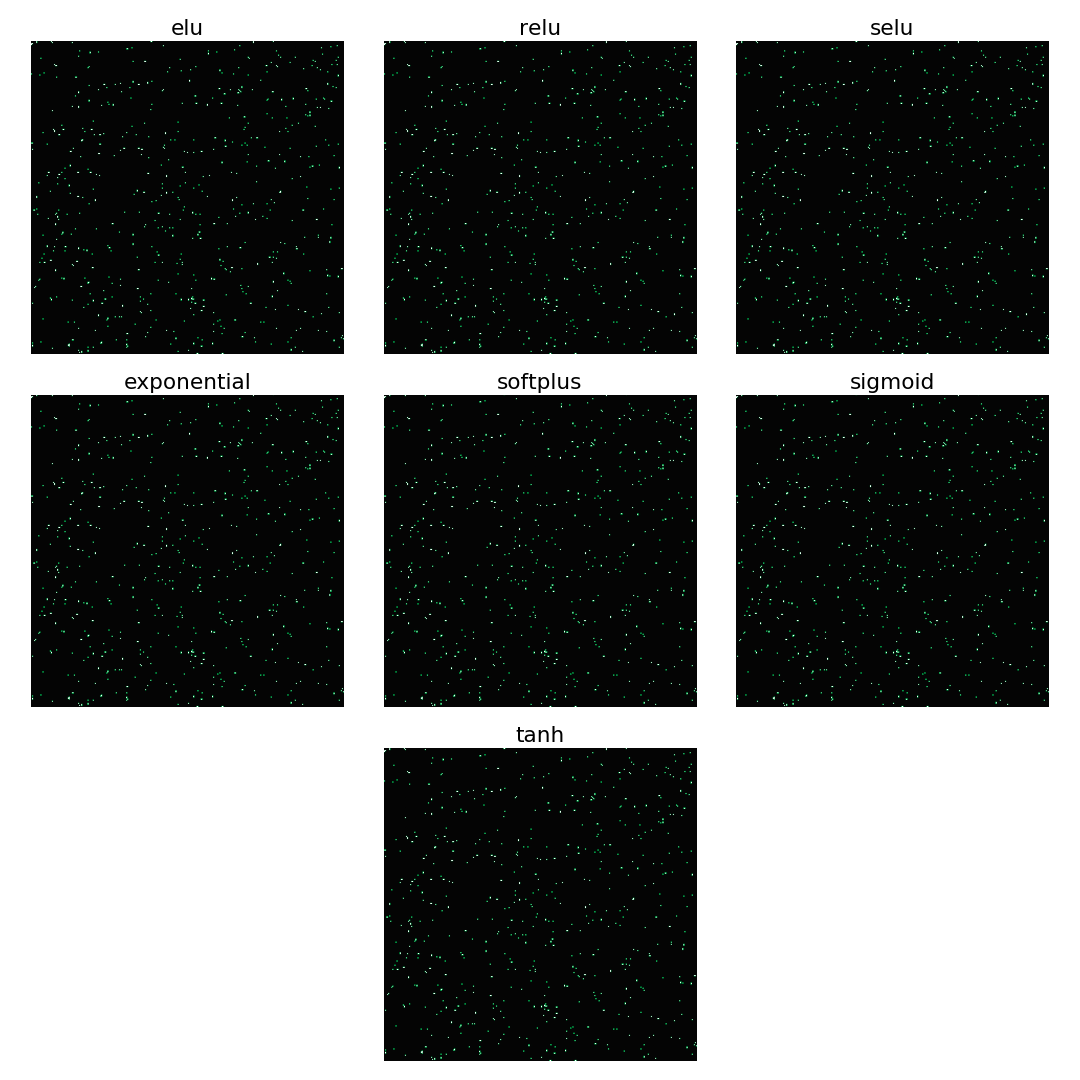 elu
relu
selu
exponential
softplus
sigmoid
tanh